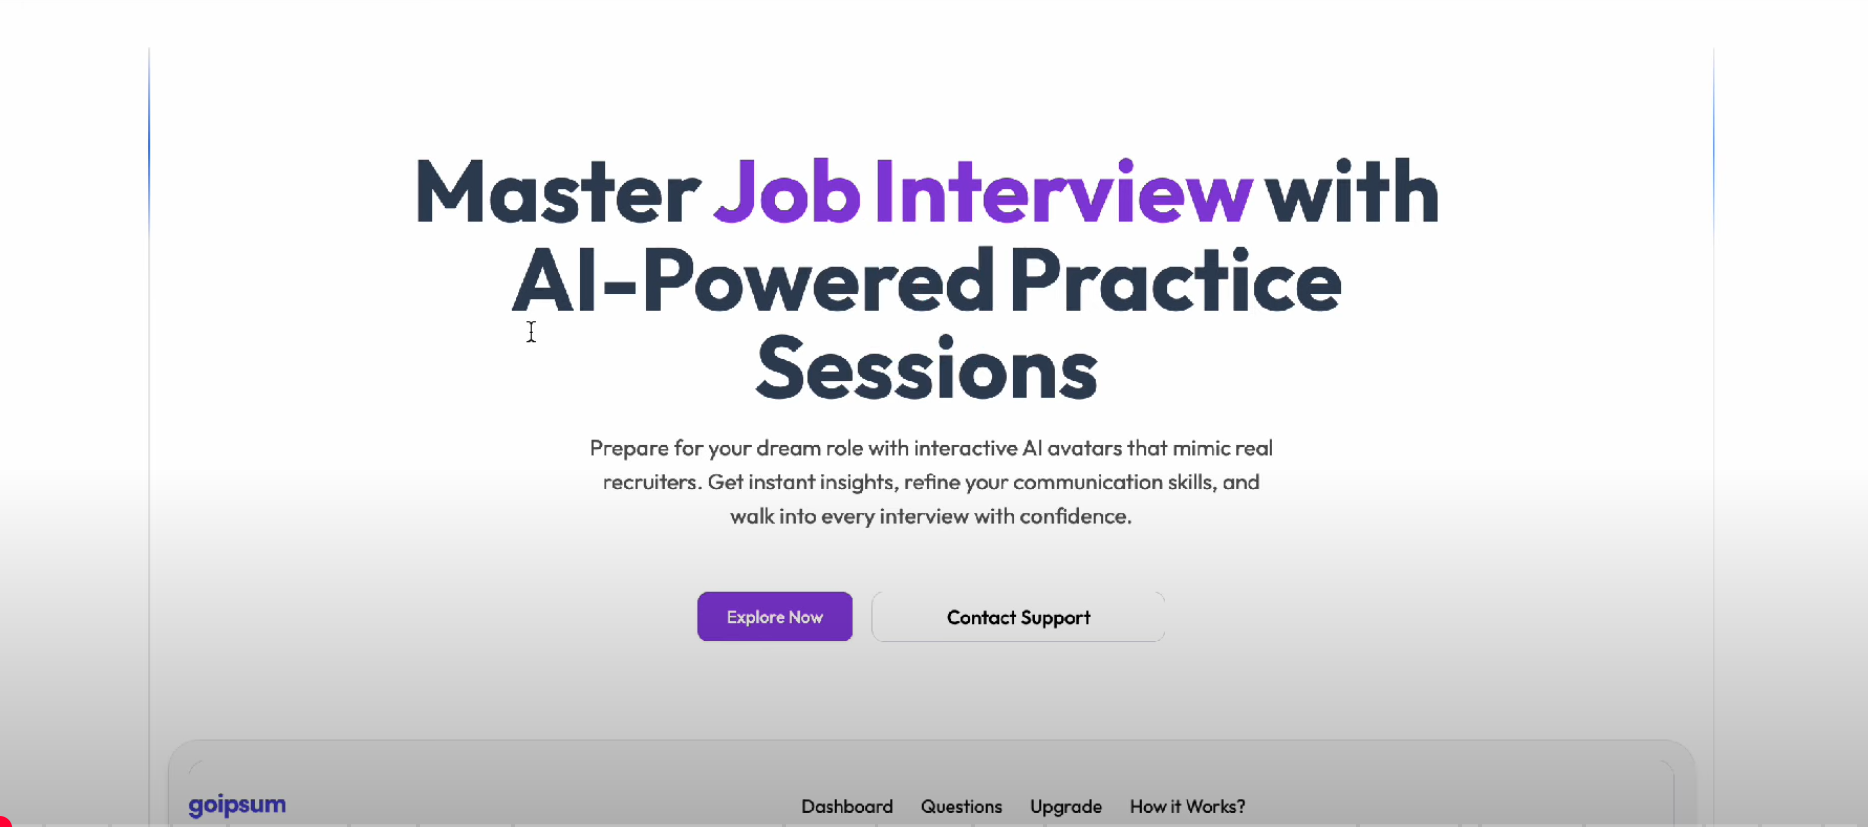 Master Job Interview with
AI-Powered Practice
Sessions
Prepare for your dream role with interactive AI avatars that mimic real
recruiters. Get instant insights, refine your communication skills, and
walk into every interview with confidence.
Explore Now
Contact Support
goipsum
Dashboard
Questions
Upgrade
How it Works?